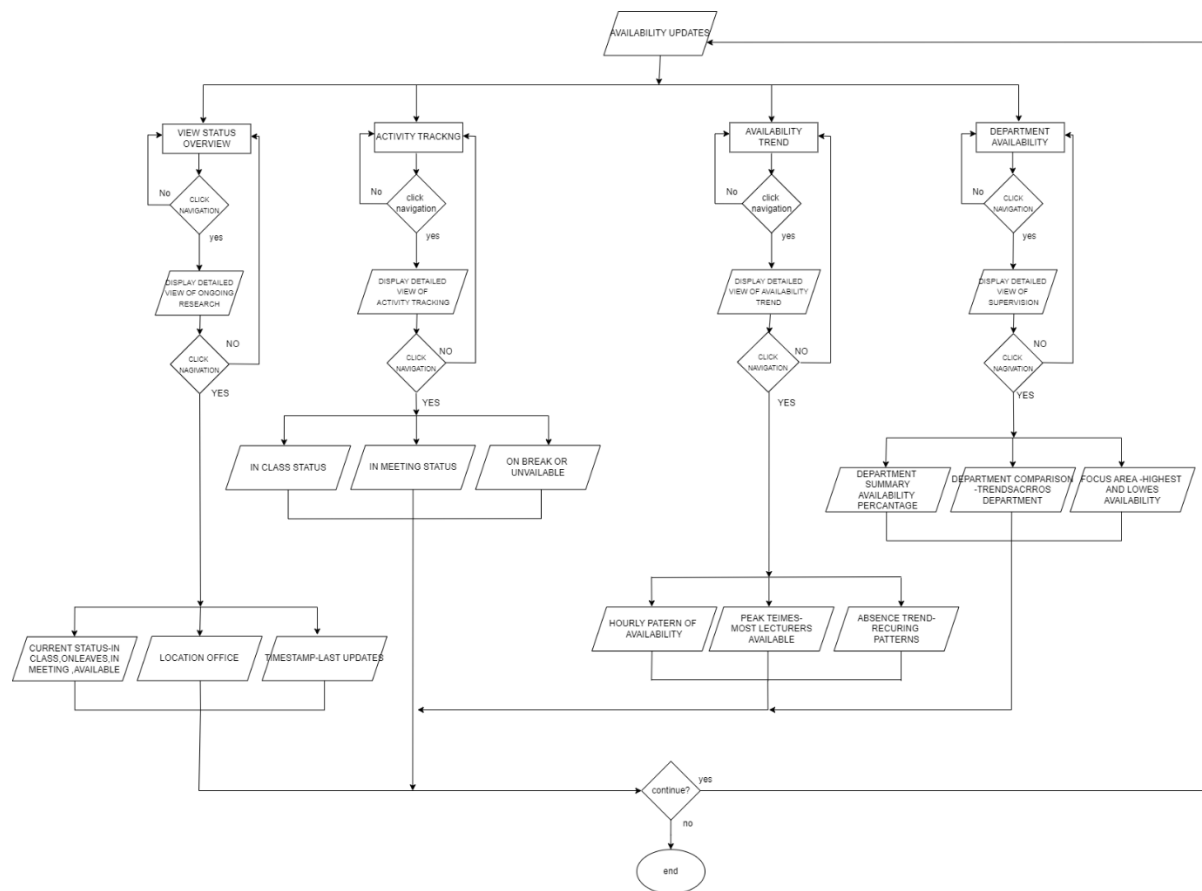 AVAILABILITY UPDATES
VIEW STATUS
OVERVIEW
ACTIVITY TRACKNG
AVAILABILITY
TREND
DEPARTMENT
AVAILABILITY
No
CLICK
NAVIGATION
yes
No
click
navigation
yes
No
click
navigation
yes
No
CLICK
NAVIGATION
yes
DISPLAY DETAILED
VIEW OF ONGOING
RESEARCH
DISPLAY DETAILED
VIEW OF
ACTIVITY TRACKING
DISPLAY DETAILED
VIEW OF AVAILABILITY
TREND
DISPLAY DETAILED
VIEW OF
SUPERVISION
CLICK
NAGIVATION
NO
YES
CLICK
NAVIGATION
NO
YES
CLICK
NAVIGATION
NO
YES
CLICK
NAGIVATION
NO
YES
IN CLASS STATUS
IN MEETING STATUS
ON BREAK OR
UNVAILABLE
DEPARTMENT
SUMMARY
AVAILABILITY
PERCANTAGE
DEPARTMENT COMPARISON
-TRENDSACRROS
DEPARTMENT
FOCUS AREA -HIGHEST
AND LOWES
AVAILABILITY
CURRENT STATUS-IN
CLASS,ONLEAVES,IN
MEETING ,AVAILABLE
LOCATION OFFICE
TIMESTAMP-LAST UPDATES
HOURLY PATERN OF
AVAILABILITY
PEAK TEIMES-
MOST LECTURERS
AVAILABLE
ABSENCE TREND-
RECURING
PATTERNS
continue?
yes
no
end